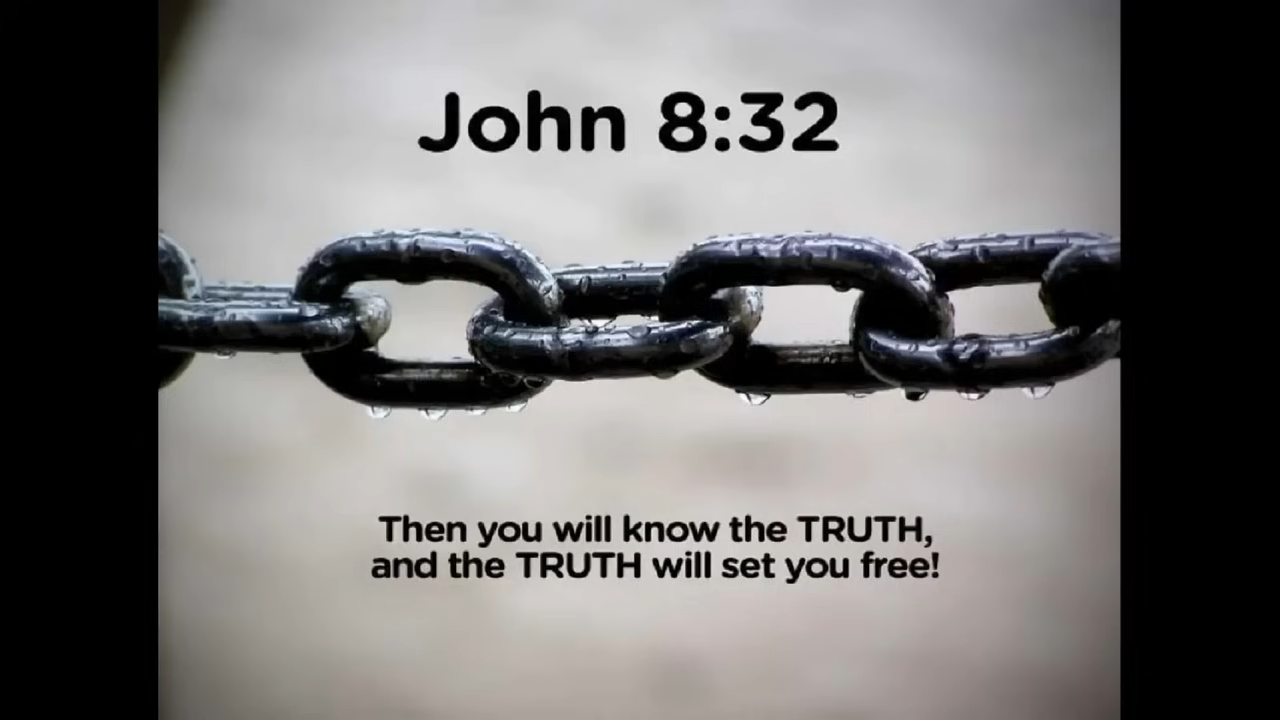 John 8:32
Then you will know the TRUTH,
and the TRUTH will set you free!